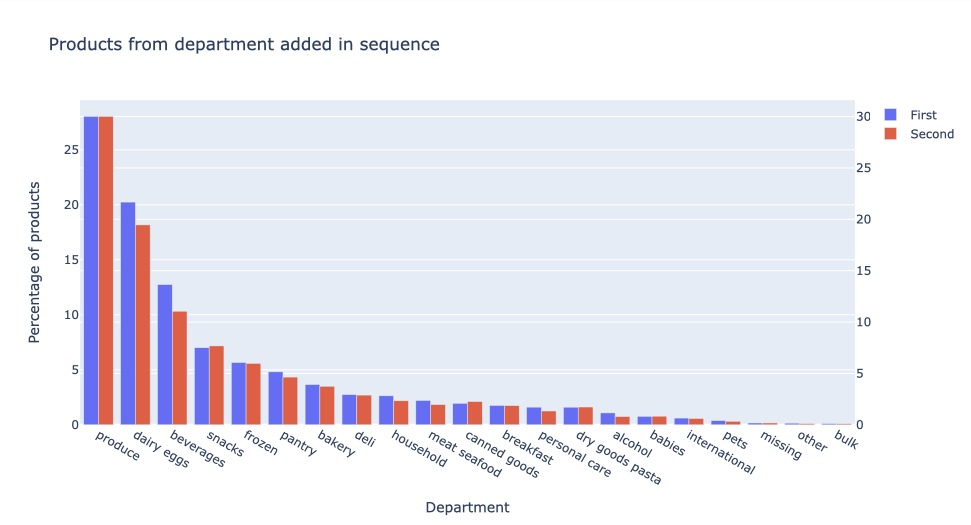 Products from department added in sequence
First
Second
Percentage of products
25
20
15
10
5
0
30
25
20
15
10
5
0
produce
dairy eggs
beverages
snacks
frozen
pantry
bakery
deli
household
meat seafood
canned goods
breakfast
personal care
dry goods pasta
alcohol
babies
international
pets
missing
other
bulk
Department